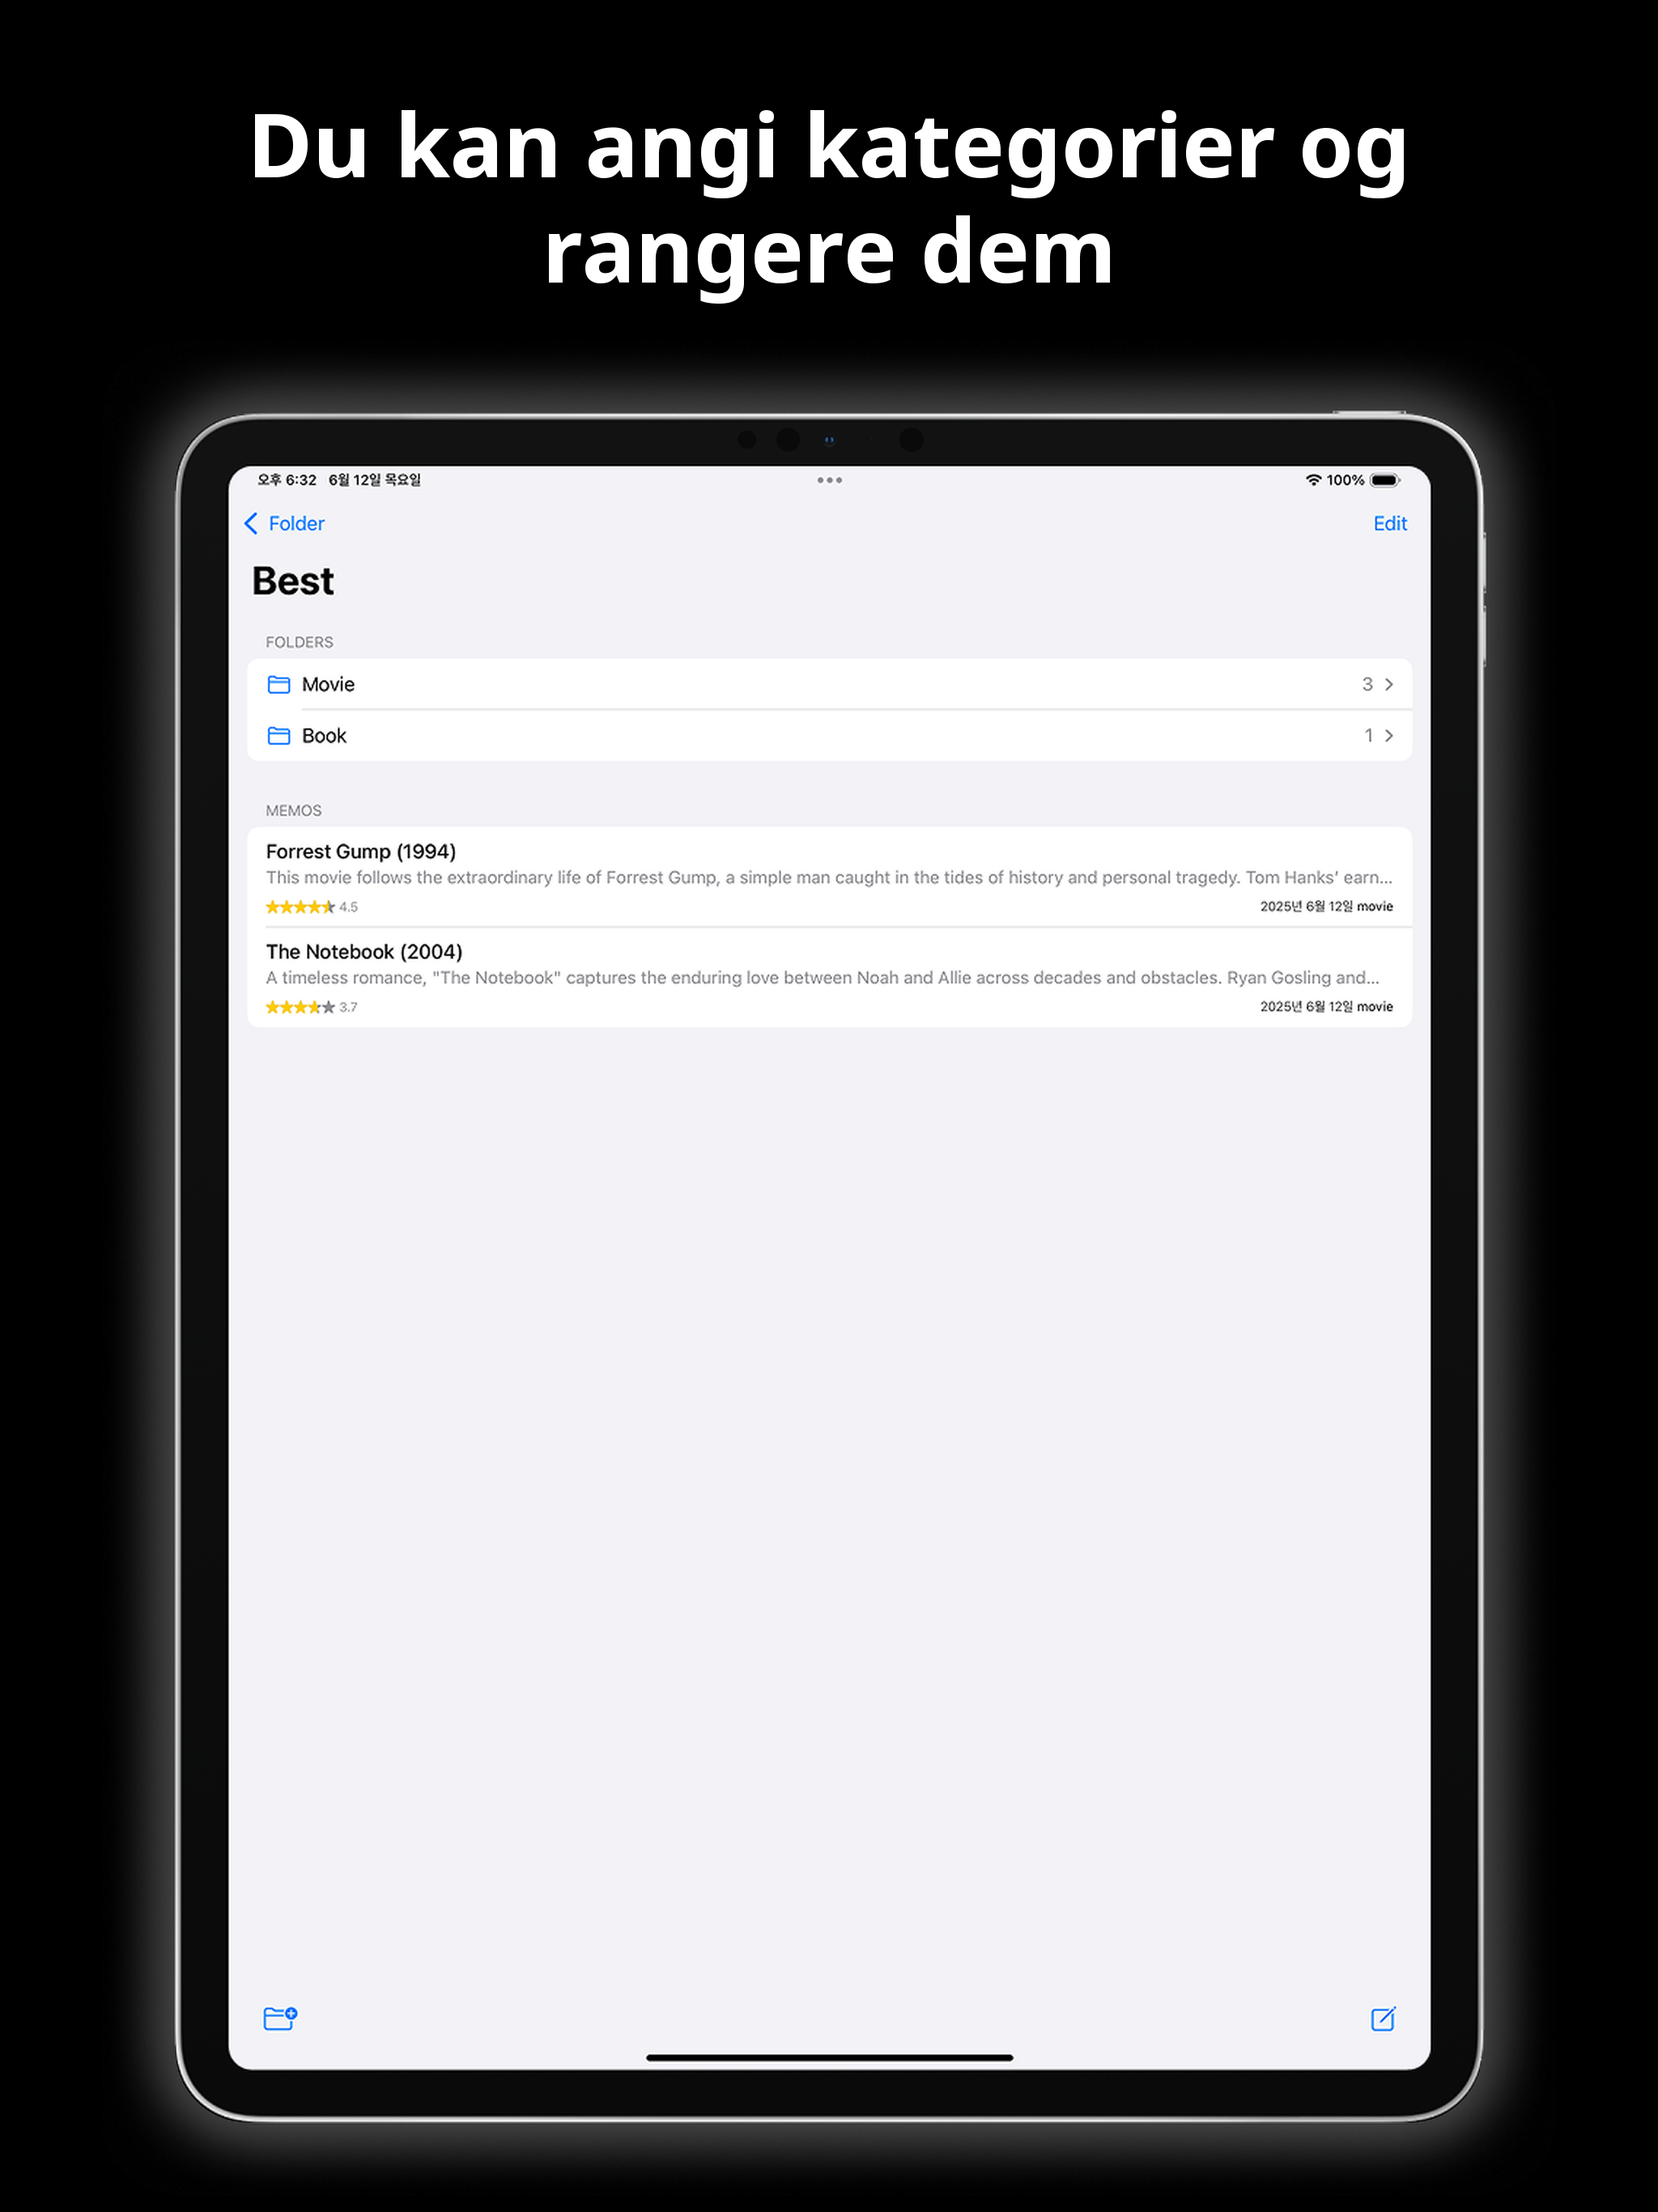 Du kan angi kategorier og
rangere dem
오후 6:32 6월 12일 목요일
100%
Folder
Edit
Best
FOLDERS
Movie
3
Book
1
MEMOS
Forrest Gump (1994)
This movie follows the extraordinary life of Forrest Gump, a simple man caught in the tides of history and personal tragedy. Tom Hanks' earn...
4.5
2025년 6월 12일 movie
The Notebook (2004)
A timeless romance, "The Notebook" captures the enduring love between Noah and Allie across decades and obstacles. Ryan Gosling and...
3.7
2025년 6월 12일 movie